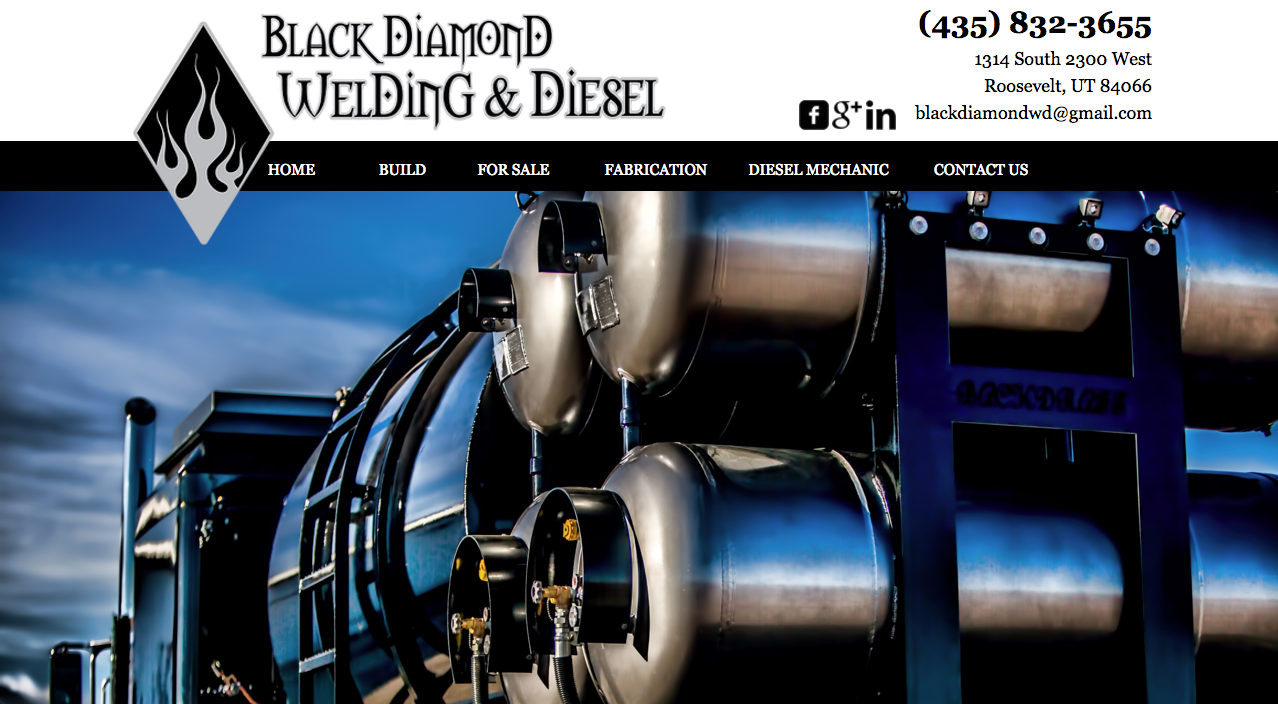 BLACK DIAMOND
WELDING & DIESEL
(435) 832-3655
1314 South 2300 West
Roosevelt, UT 84066
blackdiamondwd@gmail.com
f g+ in
HOME BUILD FOR SALE FABRICATION DIESEL MECHANIC CONTACT US